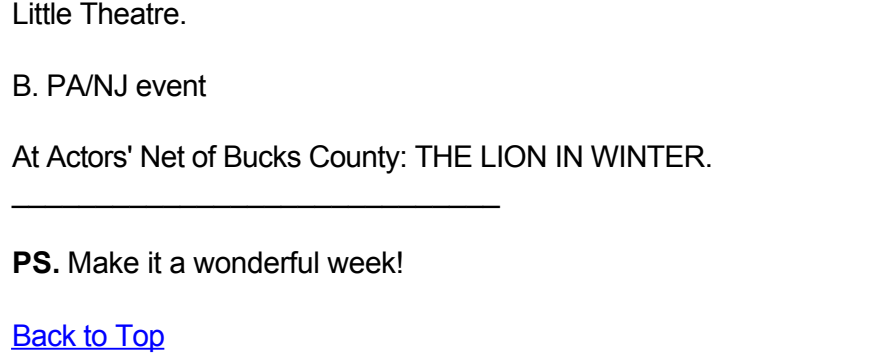 Little Theatre.
B. PA/NJ event
At Actors' Net of Bucks County: THE LION IN WINTER.
________________________________
PS. Make it a wonderful week!
Back to Top